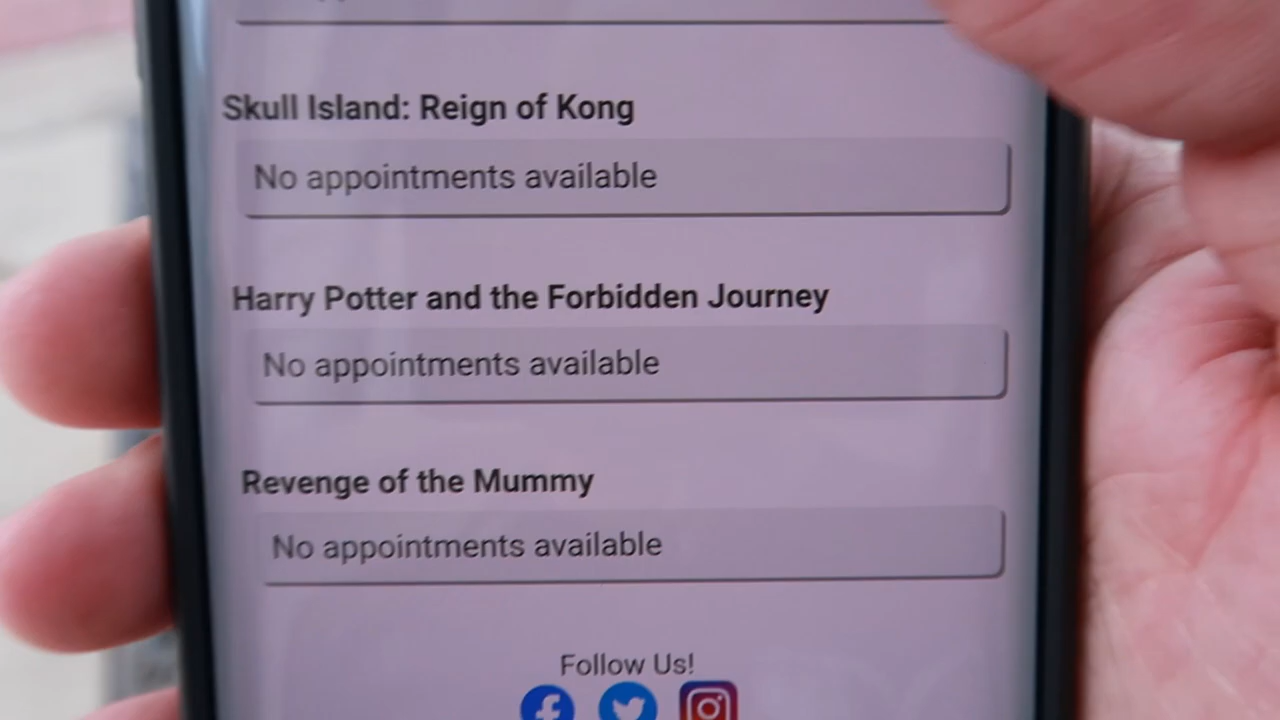 Skull Island: Reign of Kong
No appointments available
Harry Potter and the Forbidden Journey
No appointments available
Revenge of the Mummy
No appointments available
Follow Us!